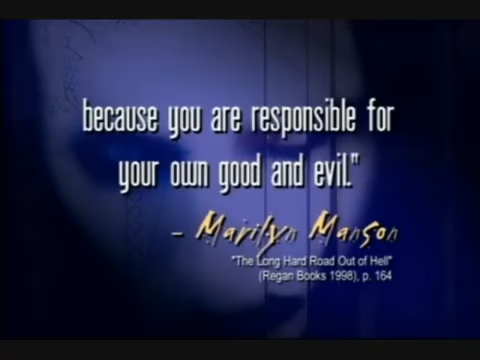 because you are responsible for
your own good and evil."
- Marilyn Manson
"The Long Hard Road Out of Hell"
(Regan Books 1998), p. 164